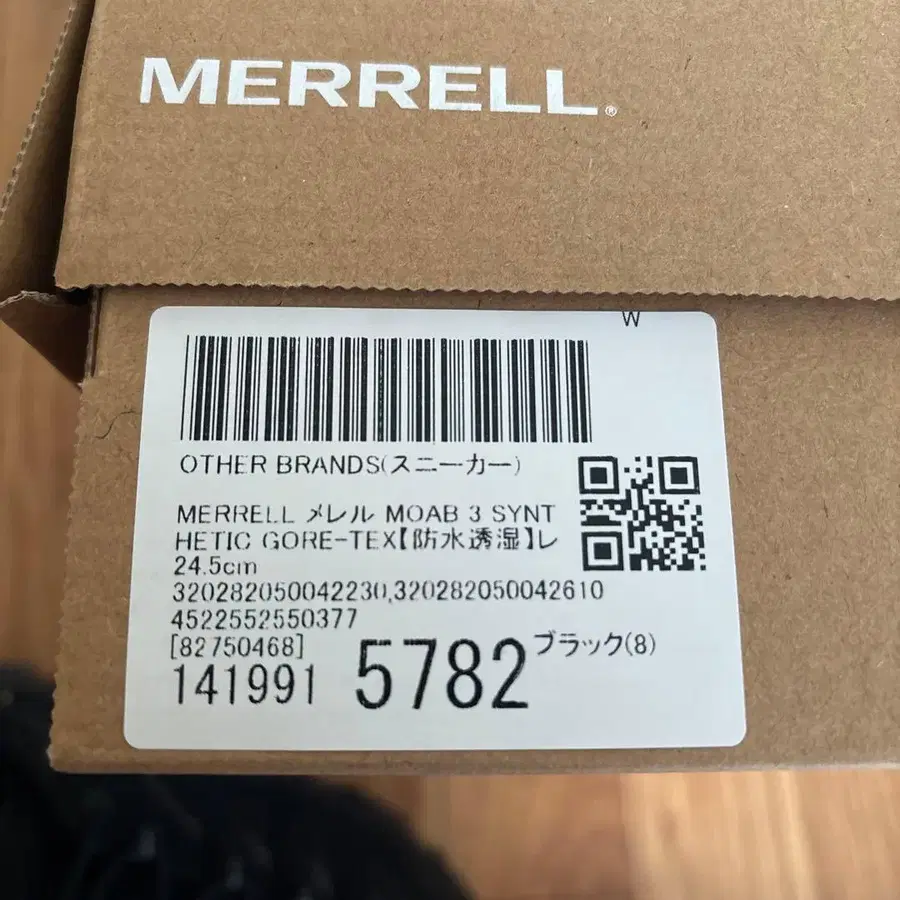 MERRELL®
W
OTHER BRANDS(スニーカー)
MERRELL メレル MOAB 3 SYNT
HETIC GORE-TEX【防水透湿】レ
24.5cm
320282050042230,320282050042610
4522552550377
[82750468]
141991 5782 ブラック(8)